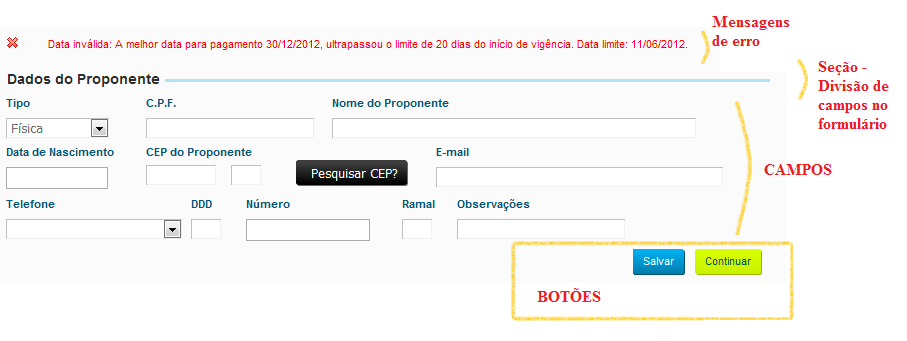 Mensagens
de erro
Data inválida: A melhor data para pagamento 30/12/2012, ultrapassou o limite de 20 dias do início de vigência. Data limite: 11/06/2012.
Seção -
Divisão de
campos no
formulário
Dados do Proponente
Tipo C.P.F. Nome do Proponente
Física
Data de Nascimento CEP do Proponente E-mail
Pesquisar CEP?
CAMPOS
Telefone DDD Número Ramal Observações
Salvar Continuar
BOTÕES